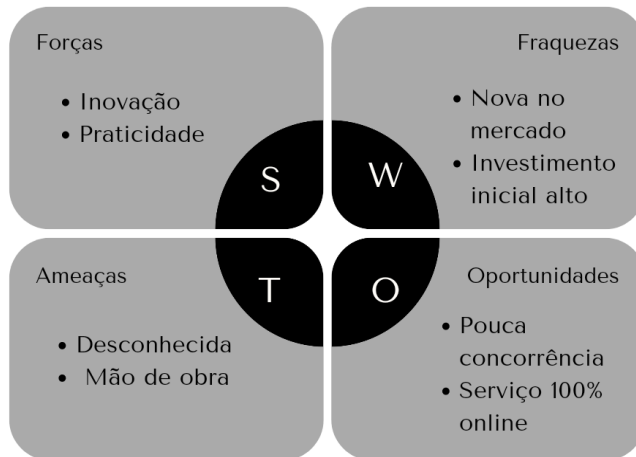 Forças
• Inovação
• Praticidade
S
Fraquezas
• Nova no
mercado
• Investimento
inicial alto
W
Ameaças
• Desconhecida
• Mão de obra
T
Oportunidades
• Pouca
concorrência
• Serviço 100%
online
O